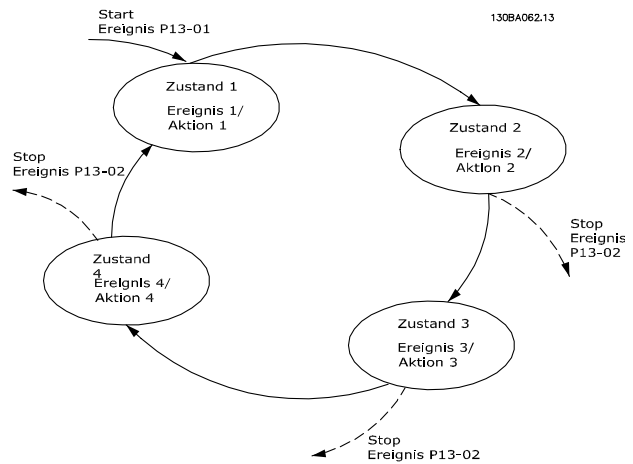 Start
Ereignis P13-01
130BA062.13
Zustand 1
Ereignis 1/
Aktion 1
Zustand 2
Ereignis 2/
Aktion 2
Stop
Ereignis P13-02
Stop
Ereignis
P13-02
Zustand
4
Ereignis 4/
Aktion 4
Zustand 3
Ereignis 3/
Aktion 3
Stop
Ereignis P13-02